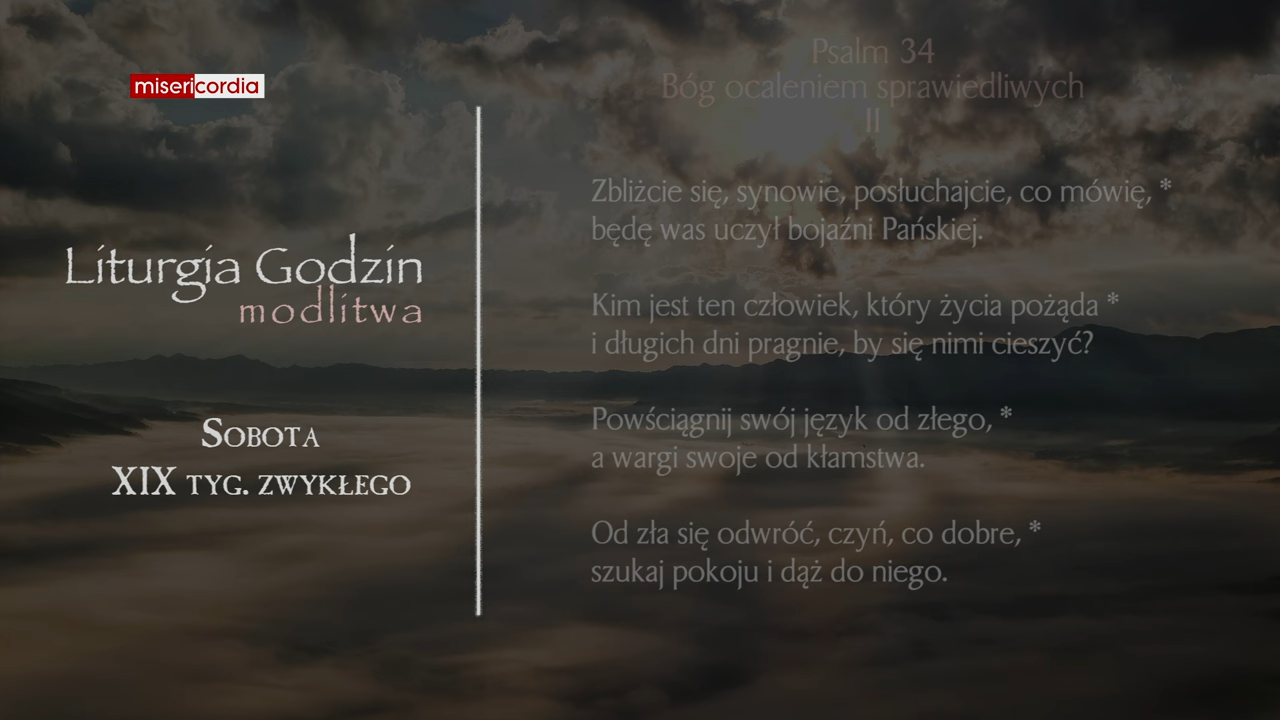 misericordia
Liturgia Godzin
modlitwa
Sobota
XIX tyg. zwykłego
Psalm 34
Bóg ocaleniem sprawiedliwych
II
Zbliżcie się, synowie, posłuchajcie, co mówię, *
będę was uczył bojaźni Pańskiej.
Kim jest ten człowiek, który życia pożąda *
i długich dni pragnie, by się nimi cieszyć?
Powściągnij swój język od złego, *
a wargi swoje od kłamstwa.
Od zła się odwróć, czyń, co dobre, *
szukaj pokoju i dąż do niego.